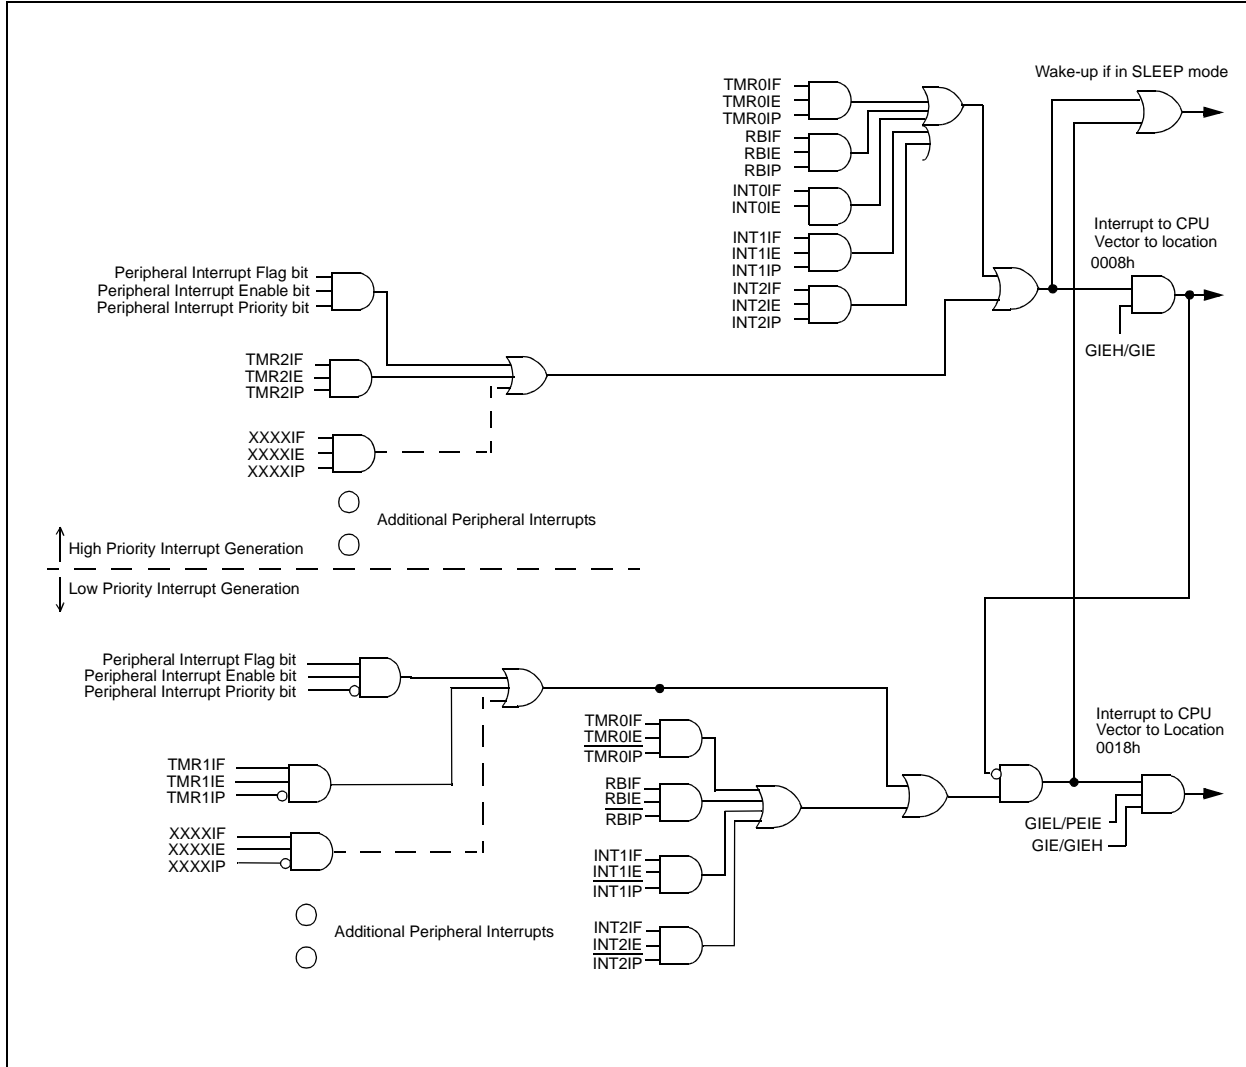 Wake-up if in SLEEP mode
TMR0IF
TMR0IE
TMR0IP
RBIF
RBIE
RBIP
INT0IF
INT0IE
INT1IF
INT1IE
INT1IP
INT2IF
INT2IE
INT2IP
Interrupt to CPU
Vector to location
0008h
GIEH/GIE
Peripheral Interrupt Flag bit
Peripheral Interrupt Enable bit
Peripheral Interrupt Priority bit
TMR2IF
TMR2IE
TMR2IP
XXXXIF
XXXXIE
XXXXIP
Additional Peripheral Interrupts
High Priority Interrupt Generation
Low Priority Interrupt Generation
Peripheral Interrupt Flag bit
Peripheral Interrupt Enable bit
Peripheral Interrupt Priority bit
TMR1IF
TMR1IE
TMR1IP
XXXXIF
XXXXIE
XXXXIP
Additional Peripheral Interrupts
TMR0IF
TMR0IE
TMR0IP
RBIF
RBIE
RBIP
INT1IF
INT1IE
INT1IP
INT2IF
INT2IE
INT2IP
Interrupt to CPU
Vector to Location
0018h
GIEL/PEIE
GIE/GIEH